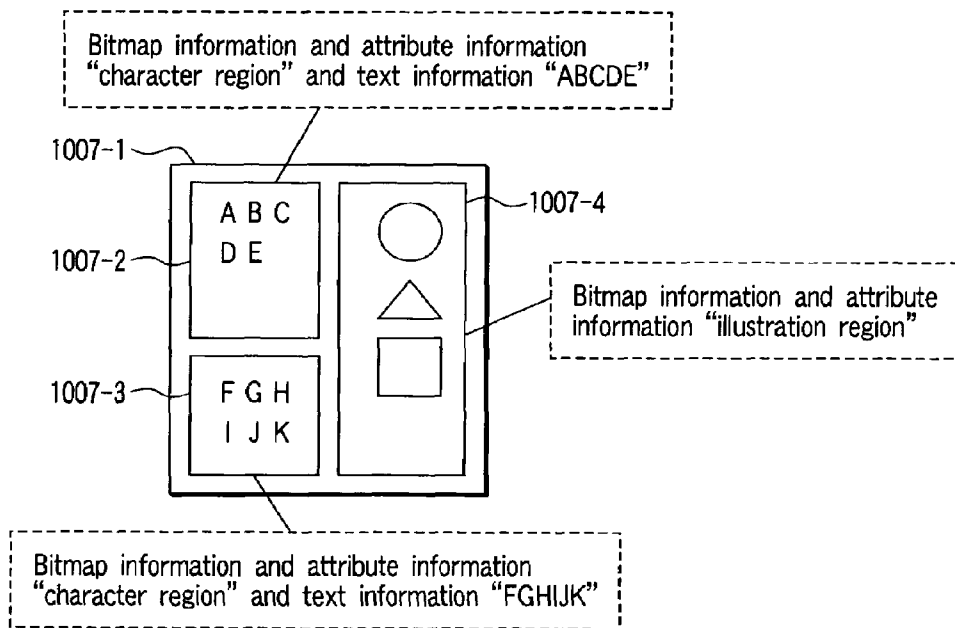 Bitmap information and attribute information
“character region” and text information “ABCDE”
1007-1
1007-2
A B C
D E
1007-4
Bitmap information and attribute
information “illustration region”
1007-3
F G H
I J K
Bitmap information and attribute information
“character region” and text information “FGHIJK”